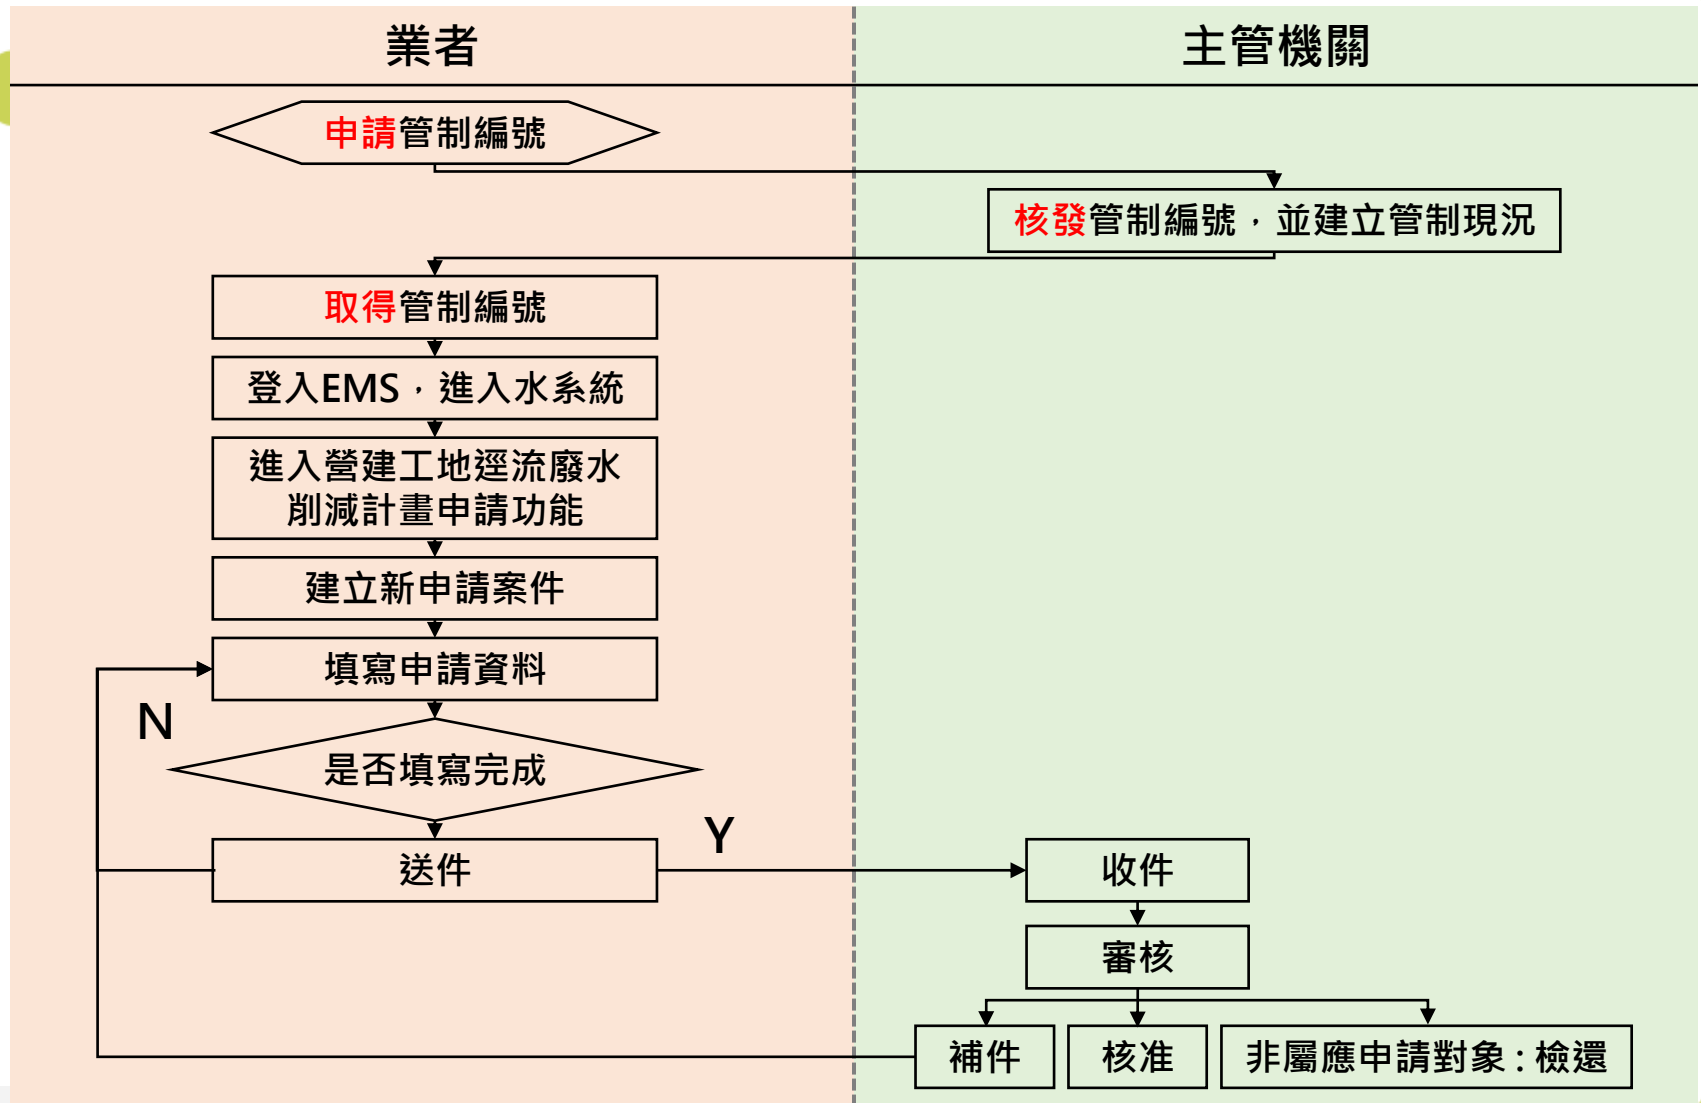 業者
主管機關
申請管制編號
核發管制編號，並建立管制現況
取得管制編號
登入EMS，進入水系統
進入營建工地逕流廢水
削減計畫申請功能
建立新申請案件
填寫申請資料
N
是否填寫完成
Y
送件
收件
審核
補件
核准
非屬應申請對象：檢還